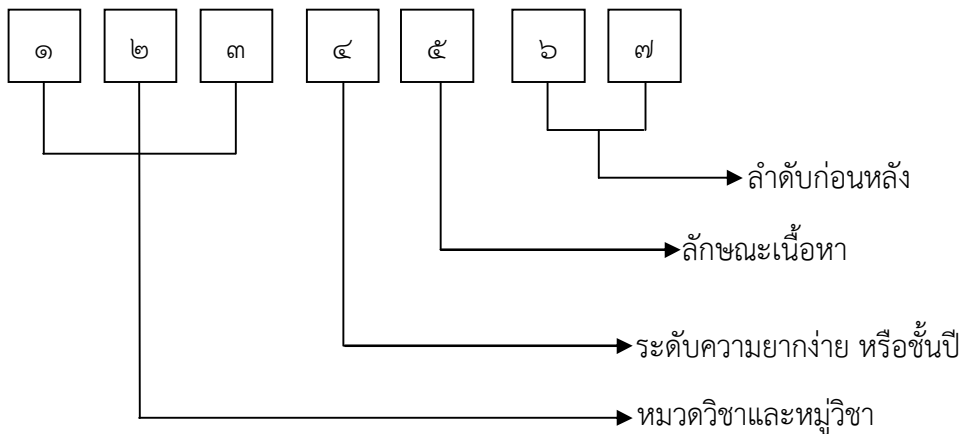 ๑ ๒ ๓ ๔ ๕ ๖ ๗
ลำดับก่อนหลัง
ลักษณะเนื้อหา
ระดับความยากง่าย หรือชั้นปี
หมวดวิชาและหมู่วิชา